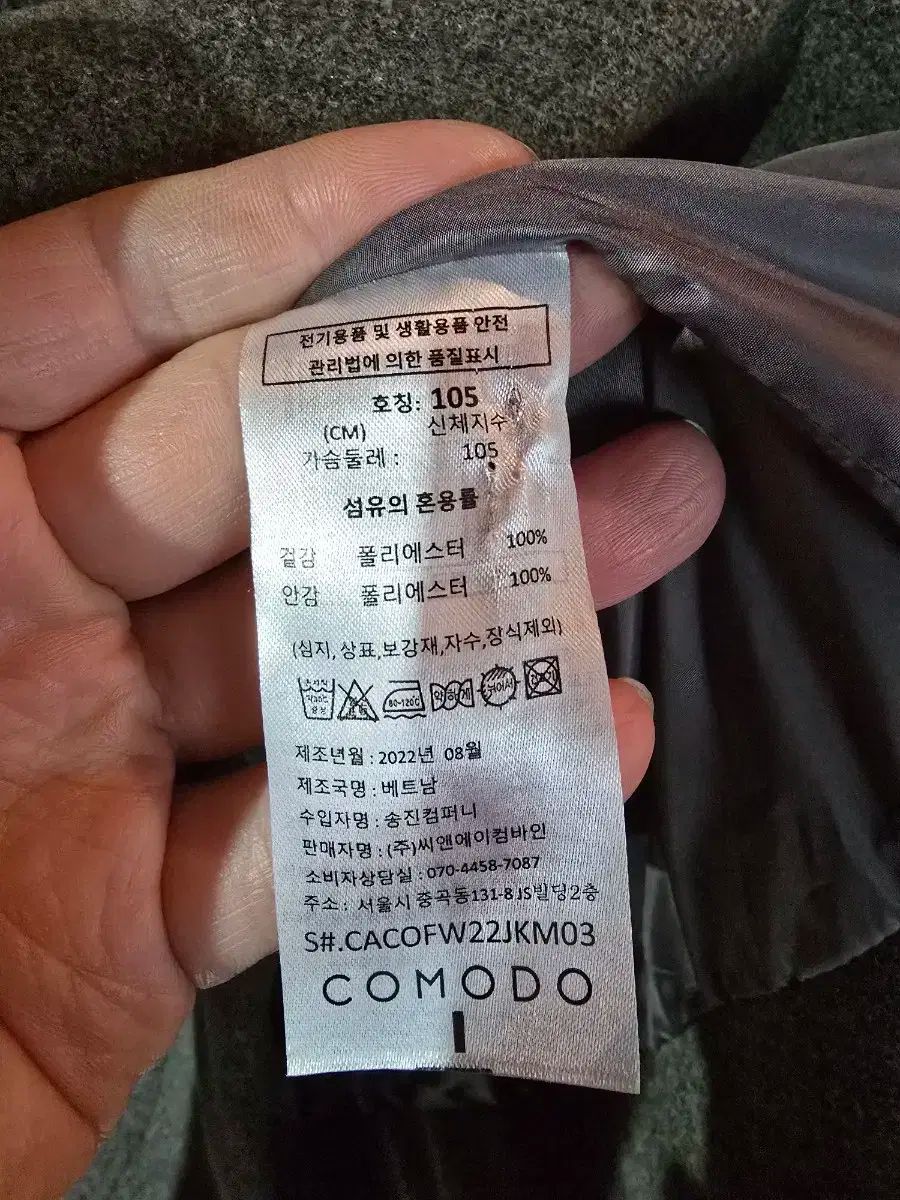 전기용품 및 생활용품 안전
관리법에 의한 품질표시
호칭: 105
(CM) 신체지수
가슴둘레 : 105
섬유의 혼용률
겉감 폴리에스터 100%
안감 폴리에스터 100%
(심지, 상표,보강재,자수,장식제외)
80-120℃ 약하게
제조년월 : 2022년 08월
제조국명 : 베트남
수입자명 : 송진컴퍼니
판매자명 : (주)씨앤에이컴바인
소비자상담실 : 070-4458-7087
주소 : 서울시 중곡동131-8 JS빌딩2층
S#.CACOFW22JKM03
COMODO